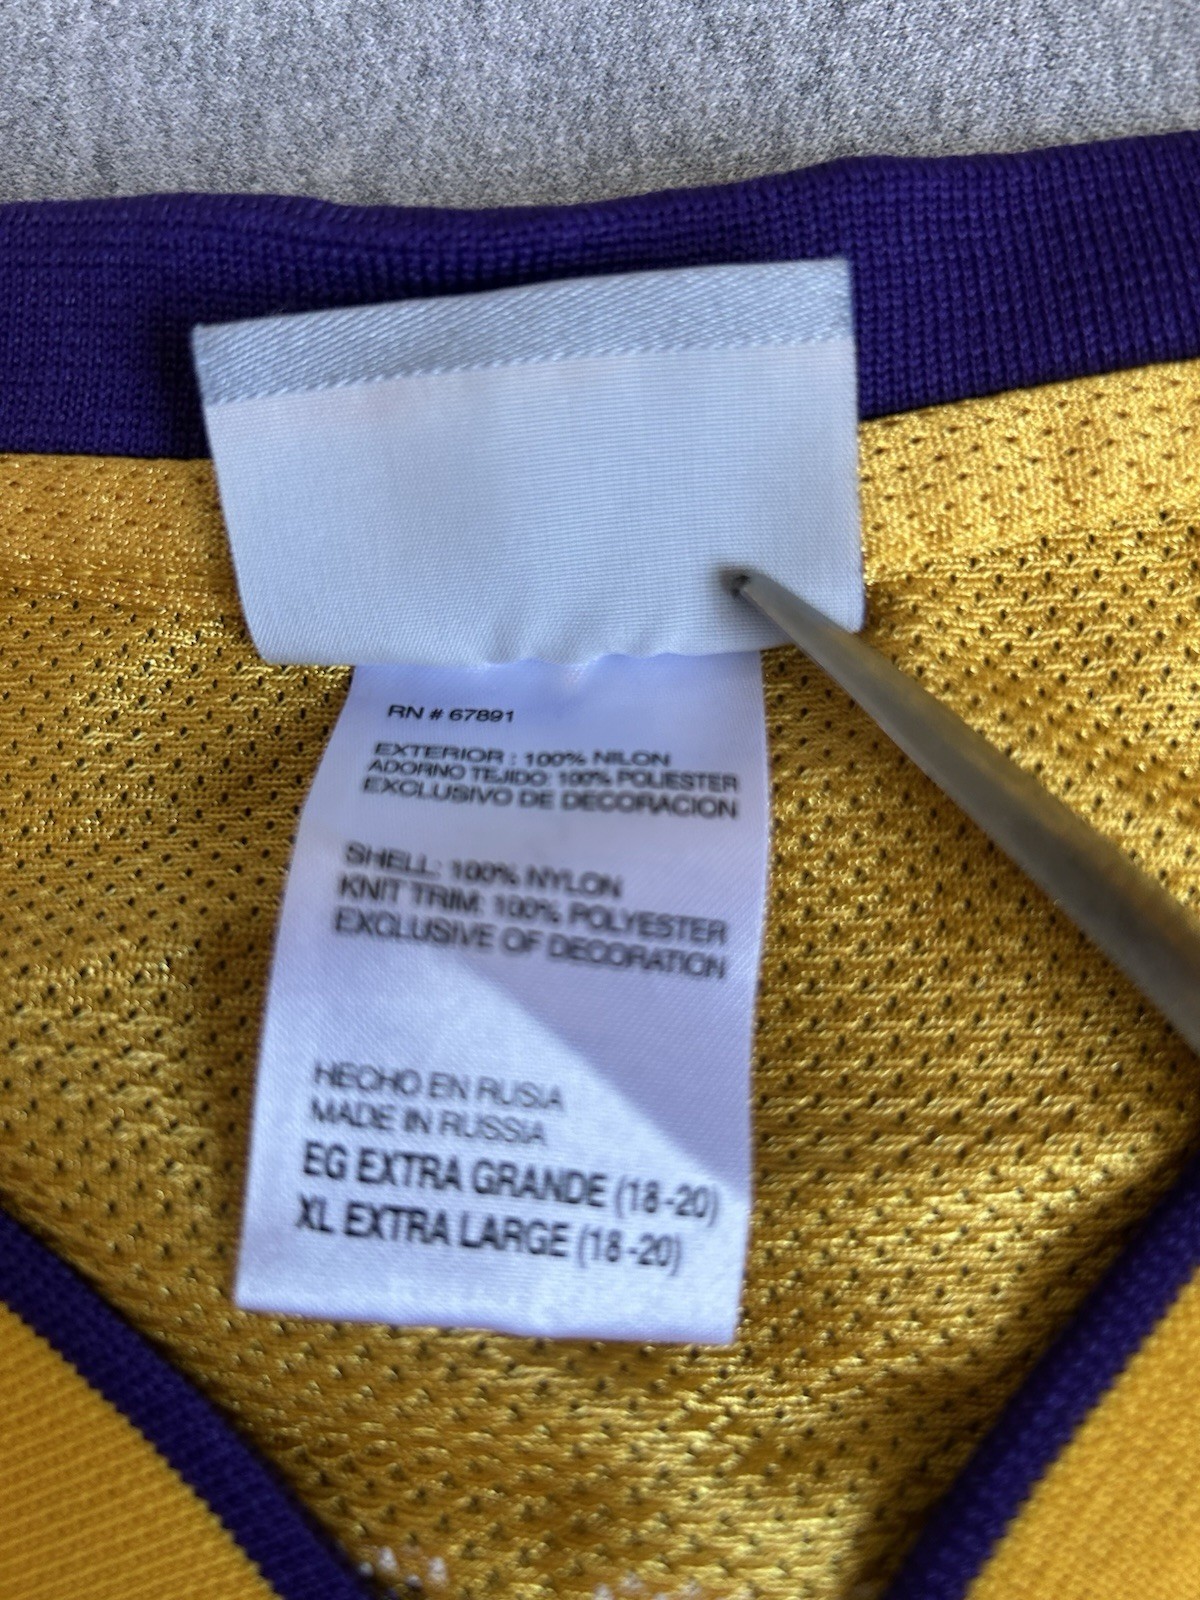 RN # 67891
EXTERIOR : 100% NILON
ADORNO TEJIDO: 100% POLIESTER
EXCLUSIVO DE DECORACION
SHELL: 100% NYLON
KNIT TRIM: 100% POLYESTER
EXCLUSIVE OF DECORATION
HECHO EN RUSIA
MADE IN RUSSIA
EG EXTRA GRANDE (18-20)
XL EXTRA LARGE (18-20)